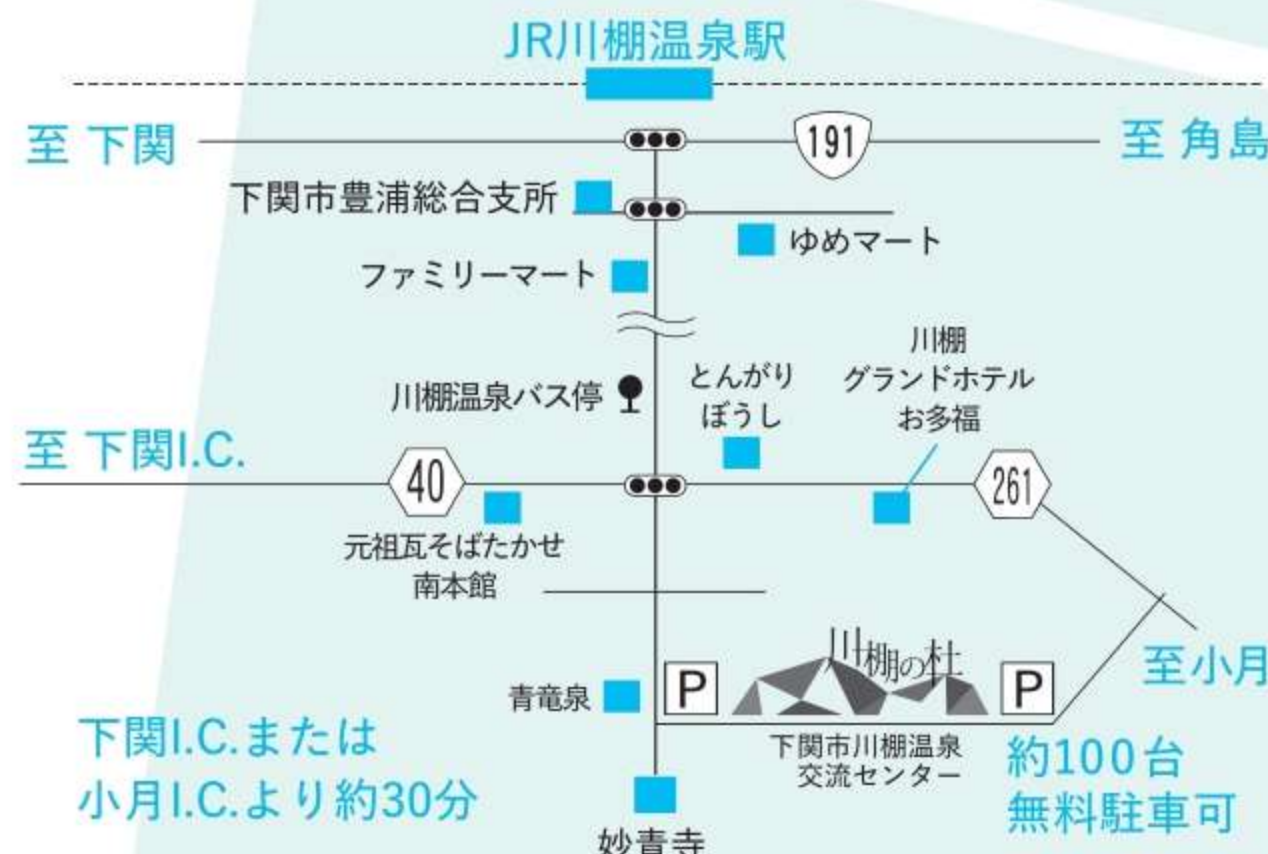 JR川棚温泉駅
至 下関
191
至 角島
下関市豊浦総合支所
ゆめマート
ファミリーマート
川棚
グランドホテル
お多福
とんがり
ぼうし
川棚温泉バス停
至 下関I.C.
40
261
元祖瓦そばたかせ
南本館
川棚の杜
至小月
青竜泉
P
P
下関市川棚温泉
交流センター
下関I.C.または
小月I.C.より約30分
約100台
無料駐車可
妙青寺